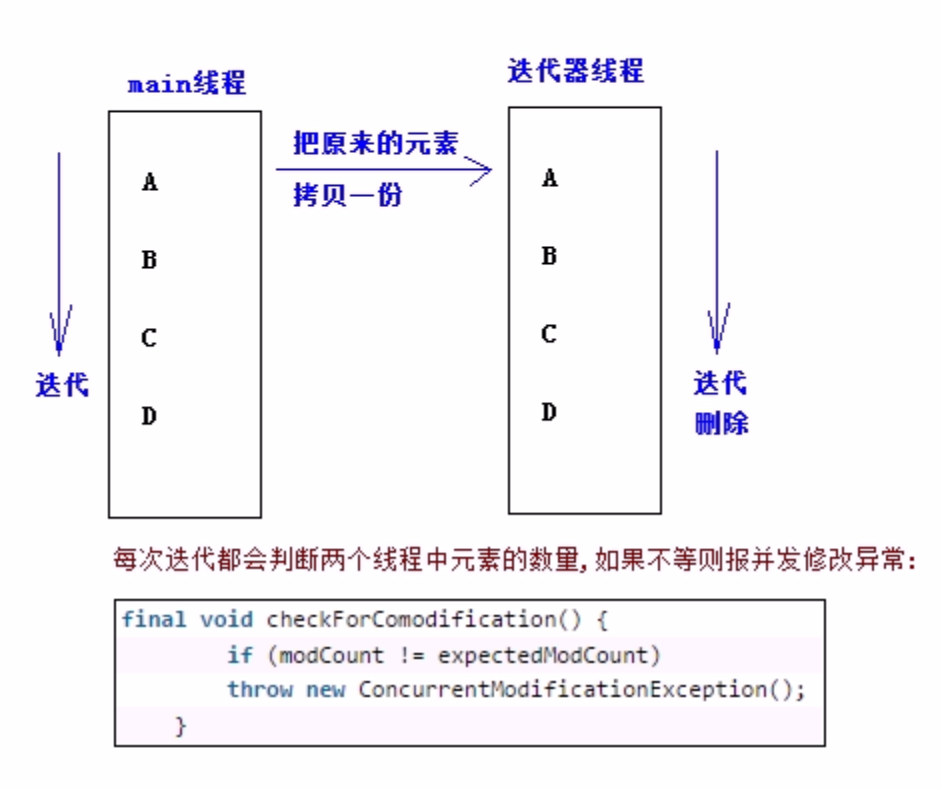 main线程
迭代器线程
把原来的元素
拷贝一份
A
B
C
D
A
B
C
D
迭代
迭代
删除
每次迭代都会判断两个线程中元素的数量,如果不等则报并发修改异常:
final void checkForComodification() {
if (modCount != expectedModCount)
throw new ConcurrentModificationException();
}